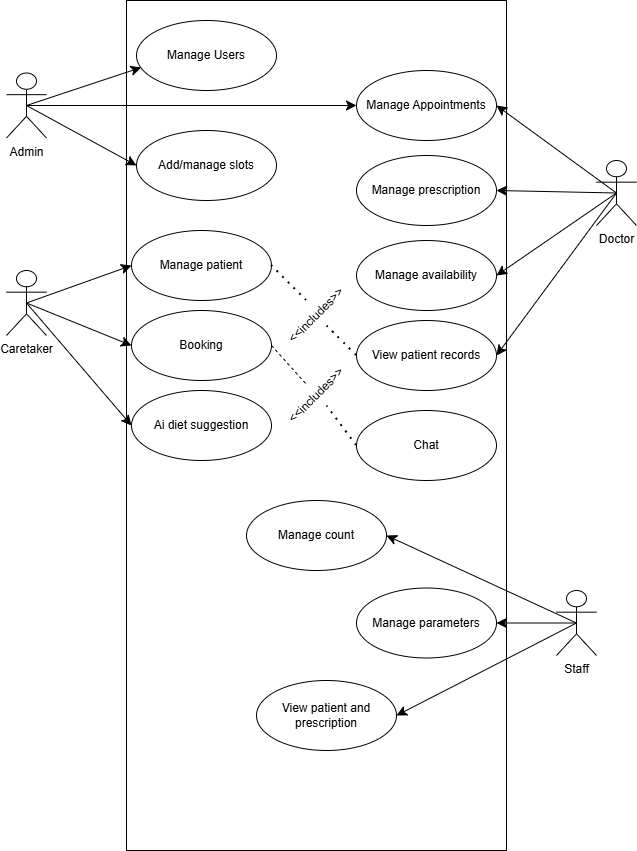 Manage Users
Manage Appointments
Admin
Add/manage slots
Manage prescription
Doctor
Manage patient
Manage availability
<<includes>>
Caretaker
Booking
View patient records
<<includes>>
Ai diet suggestion
Chat
Manage count
Manage parameters
Staff
View patient and
prescription